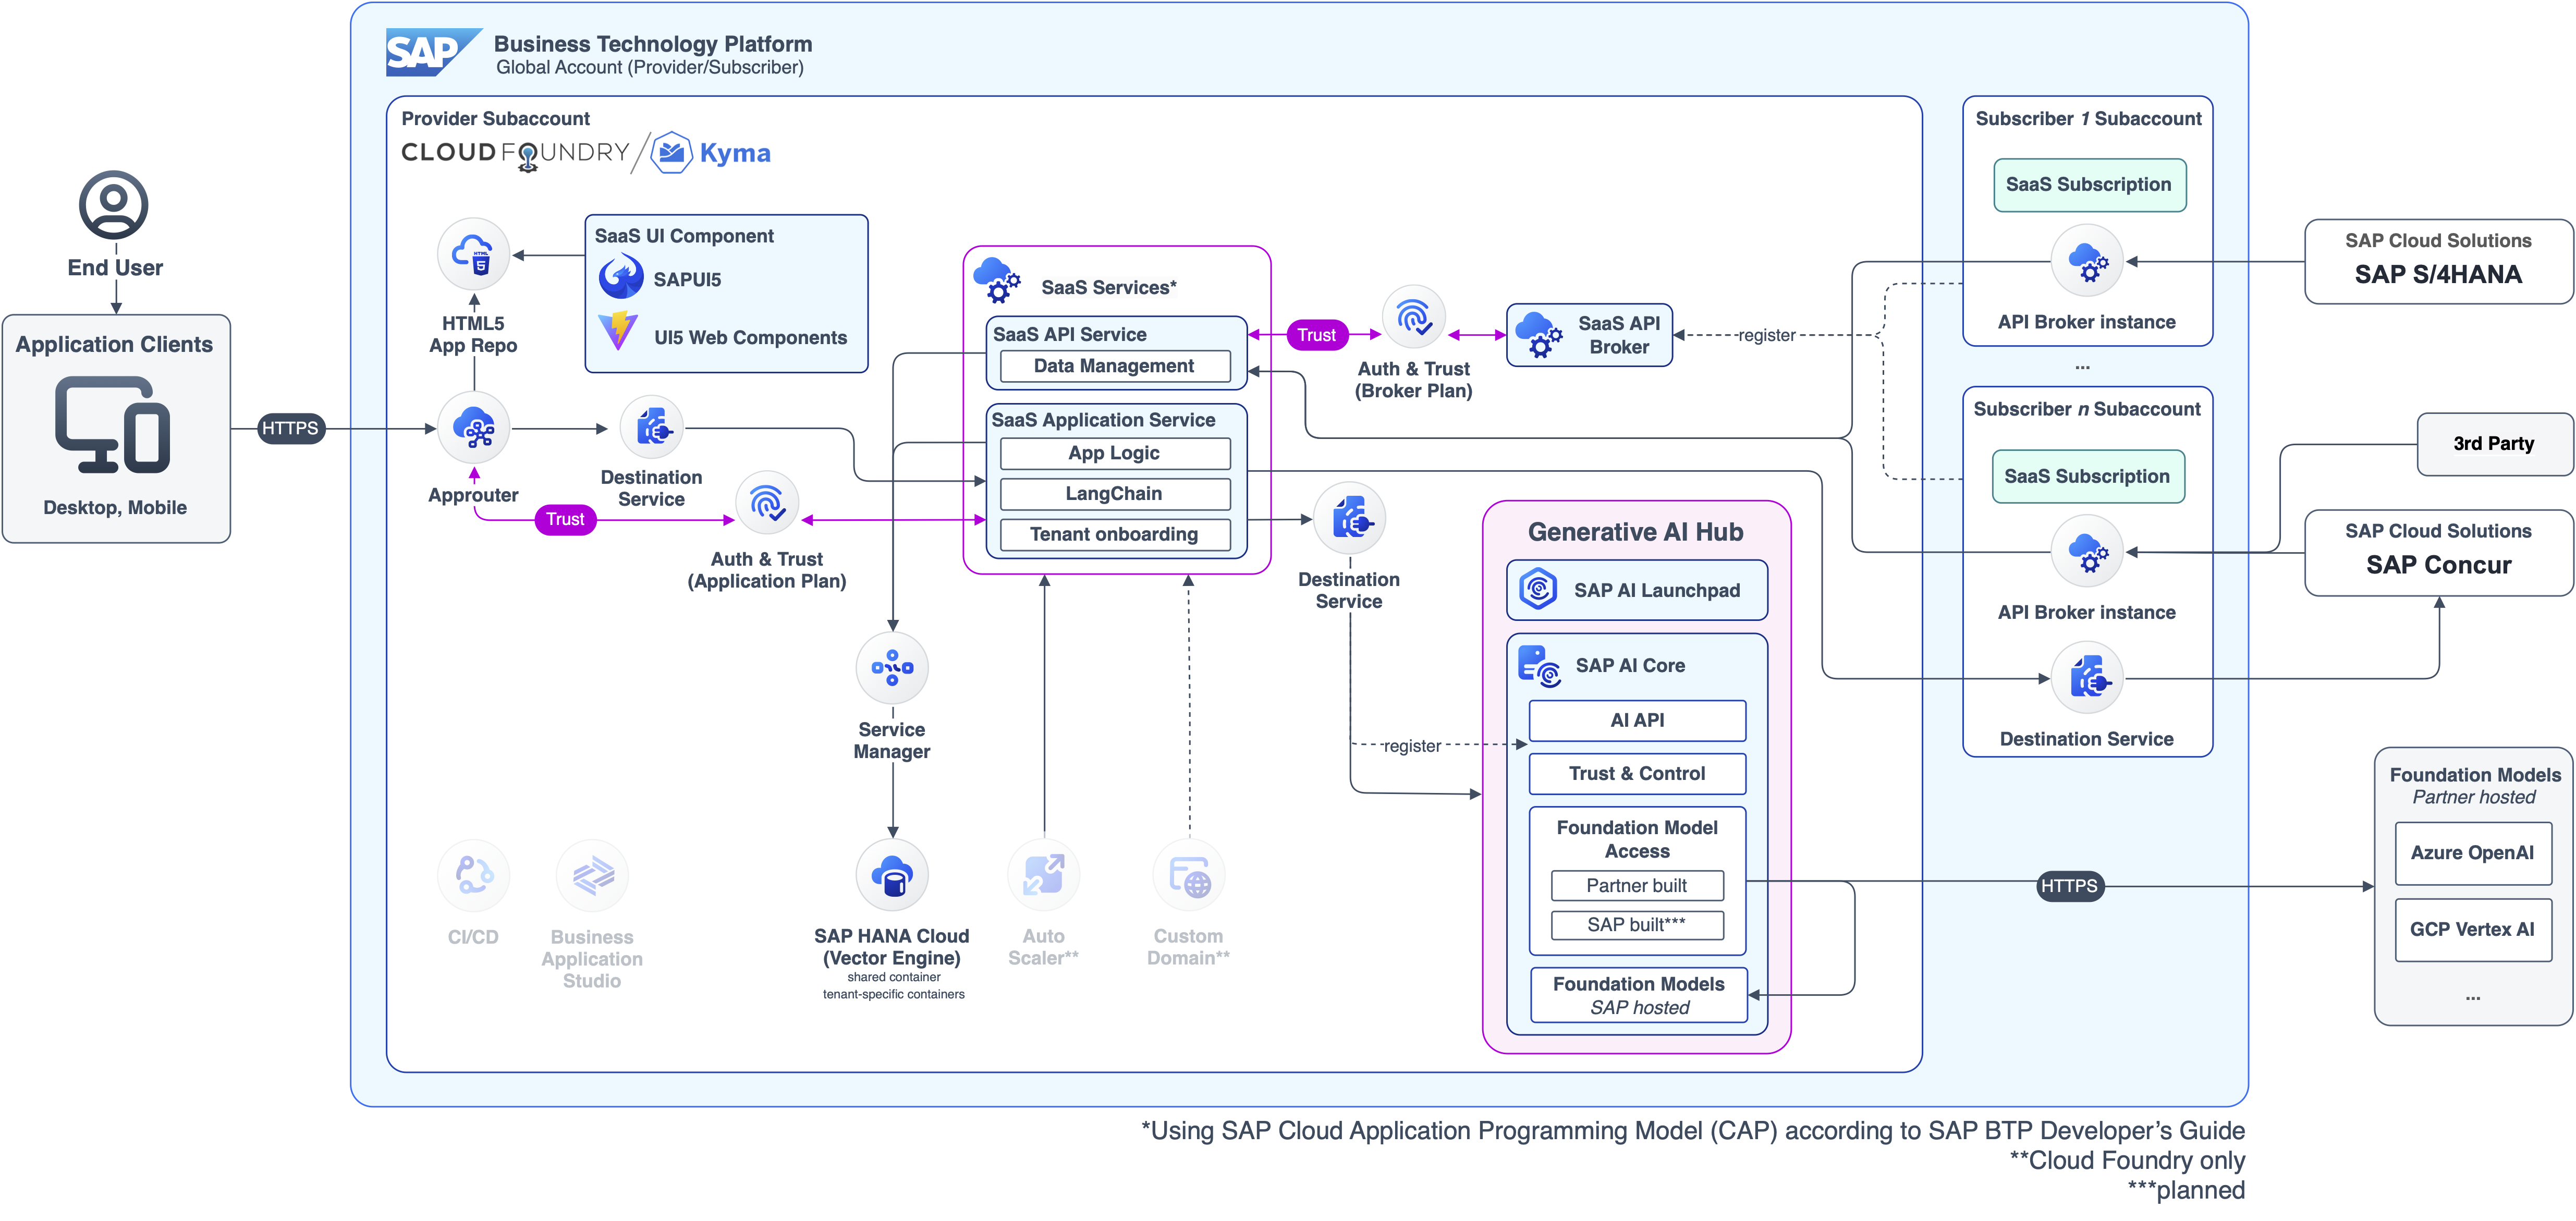 SAP
Business Technology Platform
Global Account (Provider/Subscriber)
Provider Subaccount
CLOUD FOUNDRY
Kyma
End User
Application Clients
Desktop, Mobile
HTTPS
HTML
5
HTML5
App Repo
SaaS UI Component
SAPUI5
UI5 Web Components
Approuter
Destination
Service
Trust
Auth & Trust
(Application Plan)
SaaS Services*
SaaS API Service
Data Management
SaaS Application Service
App Logic
LangChain
Tenant onboarding
Trust
Auth & Trust
(Broker Plan)
SaaS API
Broker
register
Destination
Service
register
Service
Manager
CI/CD
Business
Application
Studio
SAP HANA Cloud
(Vector Engine)
shared container
tenant-specific containers
Auto
Scaler**
Custom
Domain**
Generative AI Hub
SAP AI Launchpad
SAP AI Core
AI API
Trust & Control
Foundation Model
Access
Partner built
SAP built***
Foundation Models
SAP hosted
Subscriber 1 Subaccount
SaaS Subscription
API Broker instance
...
Subscriber n Subaccount
SaaS Subscription
API Broker instance
Destination Service
SAP Cloud Solutions
SAP S/4HANA
3rd Party
SAP Cloud Solutions
SAP Concur
HTTPS
Foundation Models
Partner hosted
Azure OpenAI
GCP Vertex AI
...
*Using SAP Cloud Application Programming Model (CAP) according to SAP BTP Developer’s Guide
**Cloud Foundry only
***planned